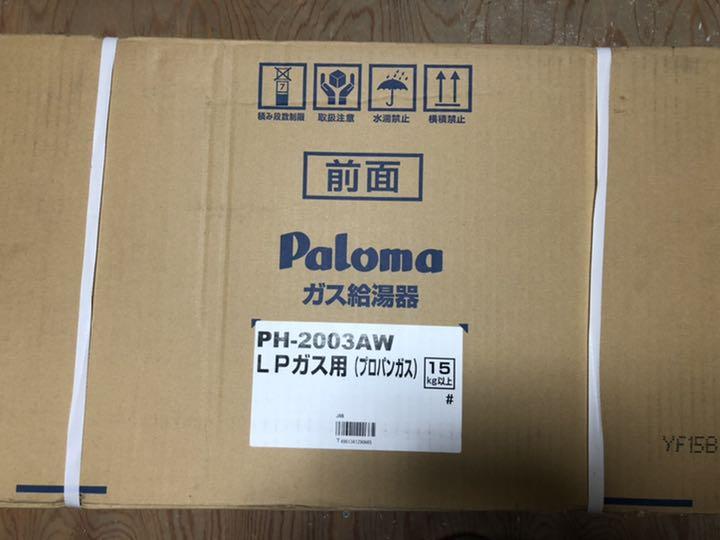 7
積み段数制限 取扱注意 水濡禁止 横積禁止
前面
Paloma
ガス給湯器
PH-2003AW
LPガス用(プロパンガス) 15
kg以上
#
JAN
YF15B